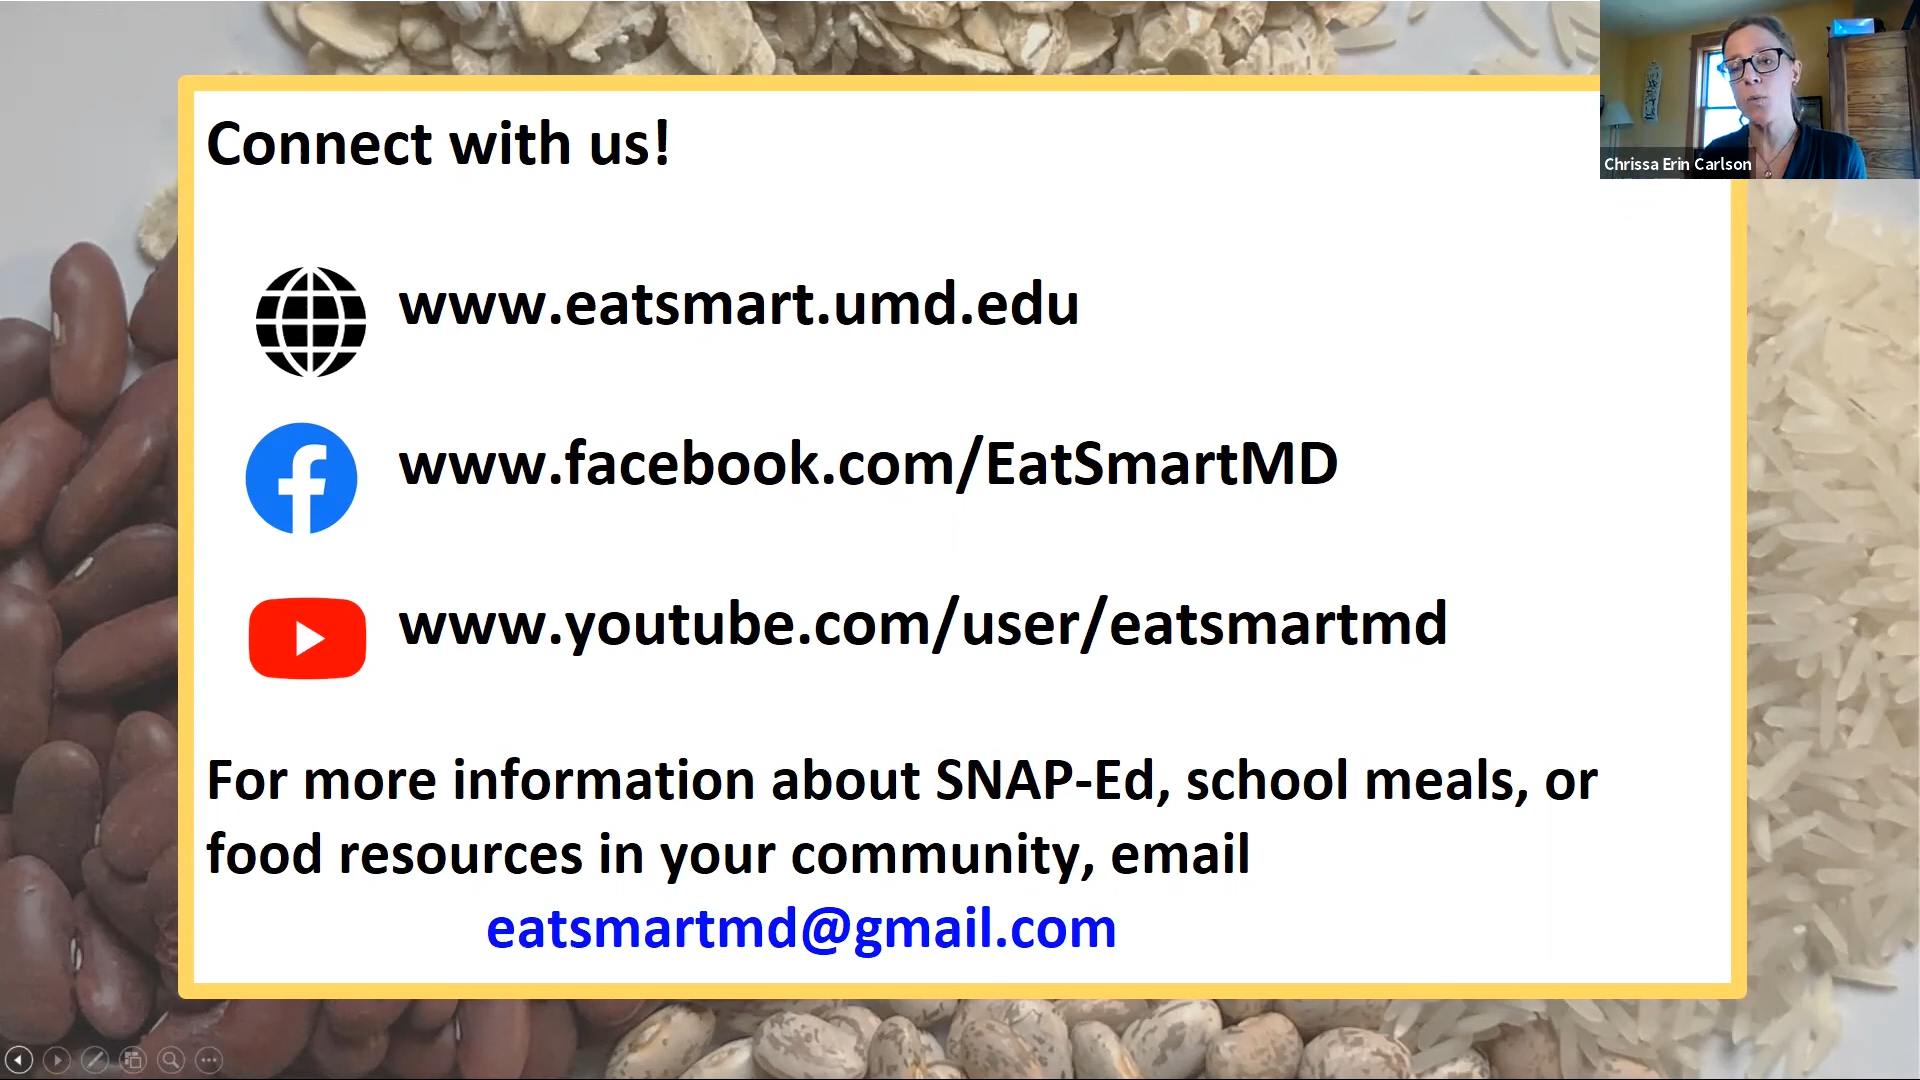 Connect with us!
www.eatsmart.umd.edu
www.facebook.com/EatSmartMD
www.youtube.com/user/eatsmartmd
For more information about SNAP-Ed, school meals, or
food resources in your community, email
eatsmartmd@gmail.com
Chrissa Erin Carlson